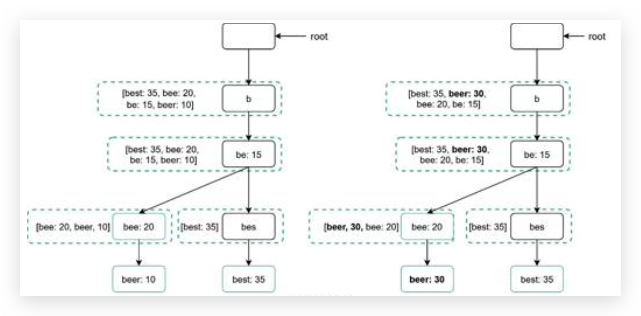 root
[best: 35, bee: 20,
be: 15, beer: 10]
b
[best: 35, bee: 20,
be: 15, beer: 10]
be: 15
[bee: 20, beer, 10]
bee: 20
[best: 35]
bes
beer: 10
best: 35
root
[best: 35, beer: 30,
bee: 20, be: 15]
b
[best: 35, beer: 30,
bee: 20, be: 15]
be: 15
[beer, 30, bee: 20]
bee: 20
[best: 35]
bes
beer: 30
best: 35